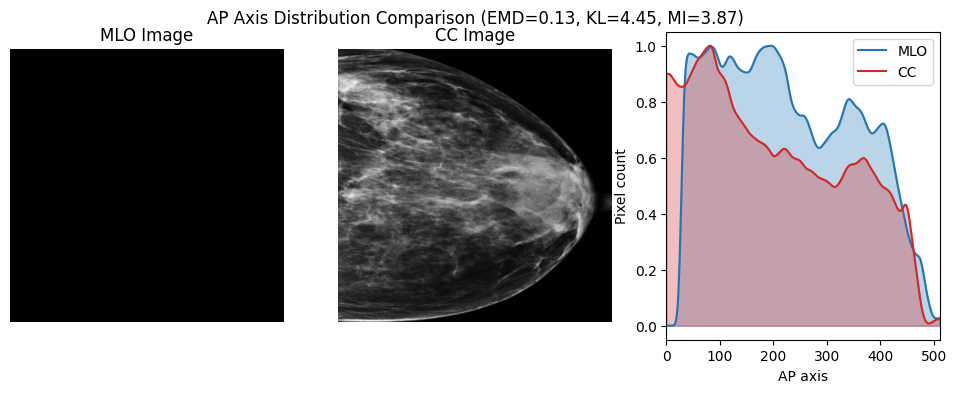 AP Axis Distribution Comparison (EMD=0.13, KL=4.45, MI=3.87)
MLO Image
CC Image
MLO
CC
Pixel count
1.0
0.8
0.6
0.4
0.2
0.0
0 100 200 300 400 500
AP axis